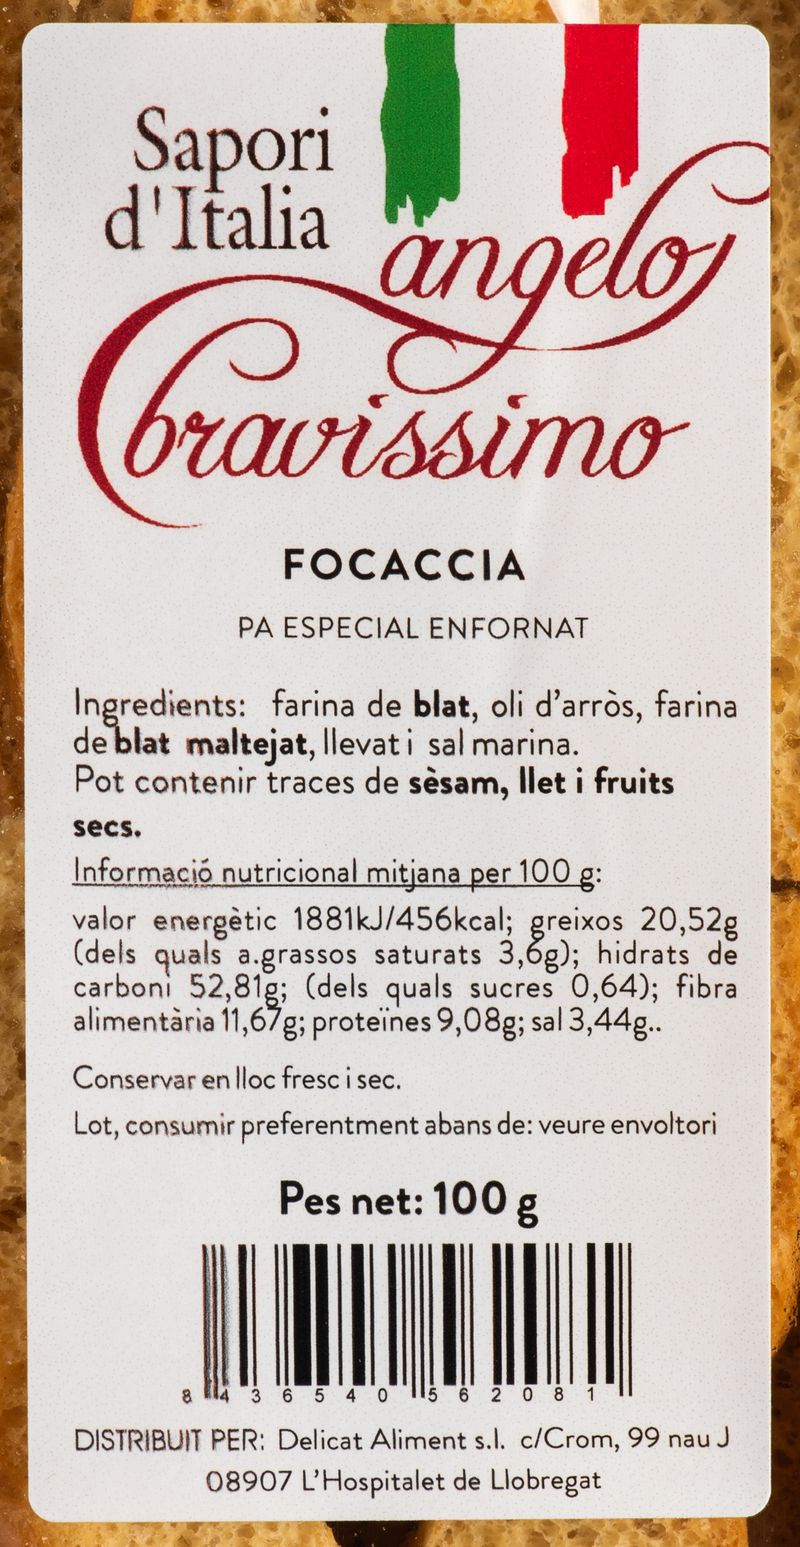 Sapori
d'Italia
angelo
bravissimo
FOCACCIA
PA ESPECIAL ENFORNAT
Ingredients: farina de blat, oli d'arròs, farina
de blat maltejat, llevat i sal marina.
Pot contenir traces de sèsam, llet i fruits
secs.
Informació nutricional mitjana per 100 g:
valor energètic 1881kJ/456kcal; greixos 20,52g
(dels quals a.grassos saturats 3,6g); hidrats de
carboni 52,81g; (dels quals sucres 0,64); fibra
alimentària 11,67g; proteïnes 9,08g; sal 3,44g..
Conservar en lloc fresc i sec.
Lot, consumir preferentment abans de: veure envoltori
Pes net: 100 g
8 436540 562081
DISTRIBUIT PER: Delicat Aliment s.l. c/Crom, 99 nau J
08907 L'Hospitalet de Llobregat